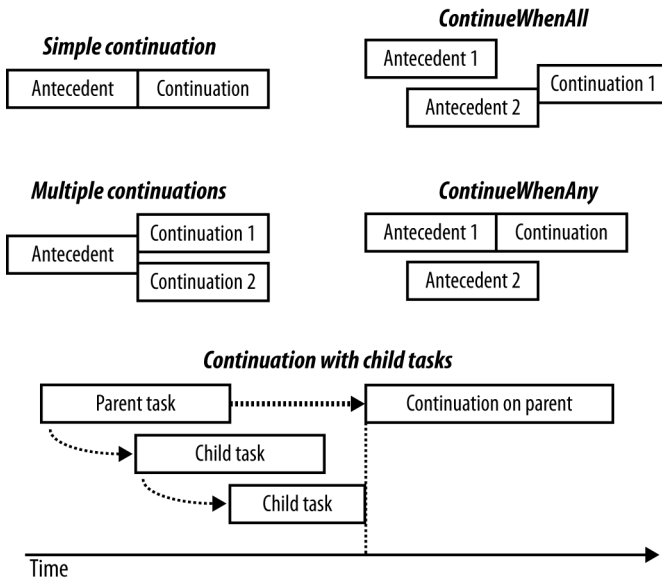 Simple continuation
Antecedent
Continuation
ContinueWhenAll
Antecedent 1
Antecedent 2
Continuation 1
Multiple continuations
Antecedent
Continuation 1
Continuation 2
ContinueWhenAny
Antecedent 1
Continuation
Antecedent 2
Continuation with child tasks
Parent task
Continuation on parent
Child task
Child task
Time